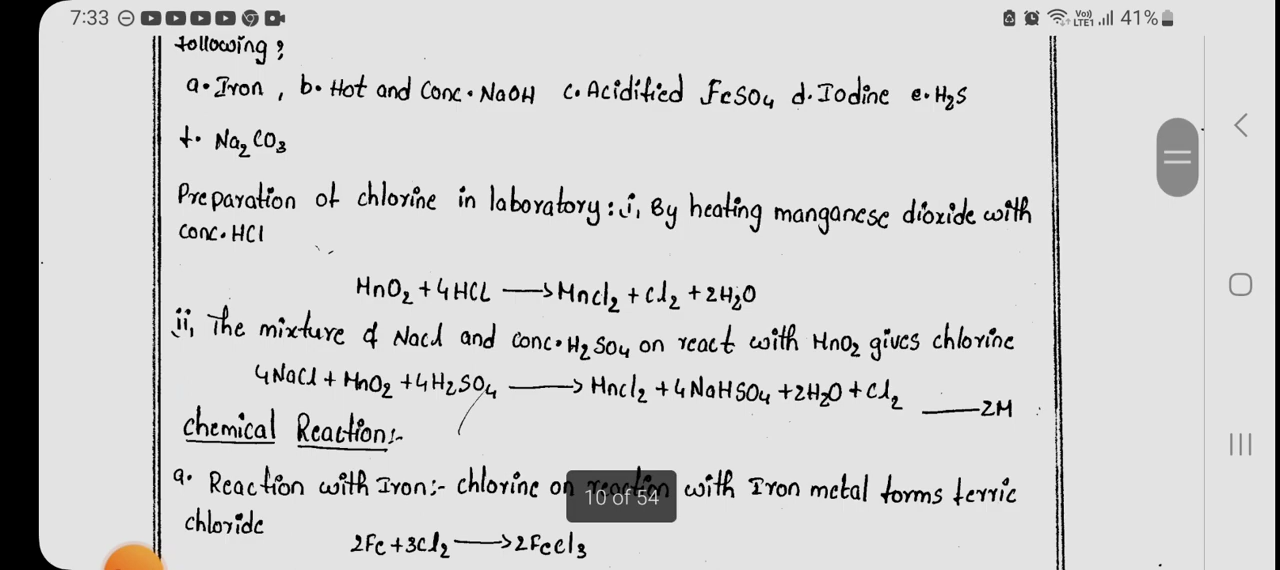 7:33 Vo) LTE1 41%
following;
a. Iron, b. Hot and Conc. NaOH c. Acidified FeSO4 d. Iodine e. H2S
f. Na2CO3
Preparation of chlorine in laboratory: i, By heating manganese dioxide with
conc. HCl
MnO2 + 4HCL → Mncl2 + Cl2 + 2H2O
ii, The mixture of Nacl and conc. H2SO4 on react with MnO2 gives chlorine
4NaCl + MnO2 + 4H2SO4 → Mncl2 + 4NaHSO4 + 2H2O + Cl2 —2M
chemical Reactions:-
a. Reaction with Iron:- chlorine on reaction with Iron metal forms ferric
10 of 54
chloride
2Fe + 3Cl2 → 2Fecl3